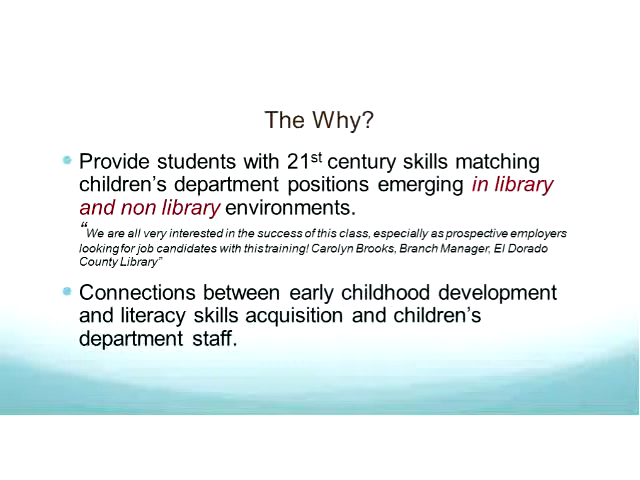 The Why?
Provide students with 21st century skills matching
children’s department positions emerging in library
and non library environments.
“We are all very interested in the success of this class, especially as prospective employers
looking for job candidates with this training! Carolyn Brooks, Branch Manager, El Dorado
County Library”
Connections between early childhood development
and literacy skills acquisition and children’s
department staff.